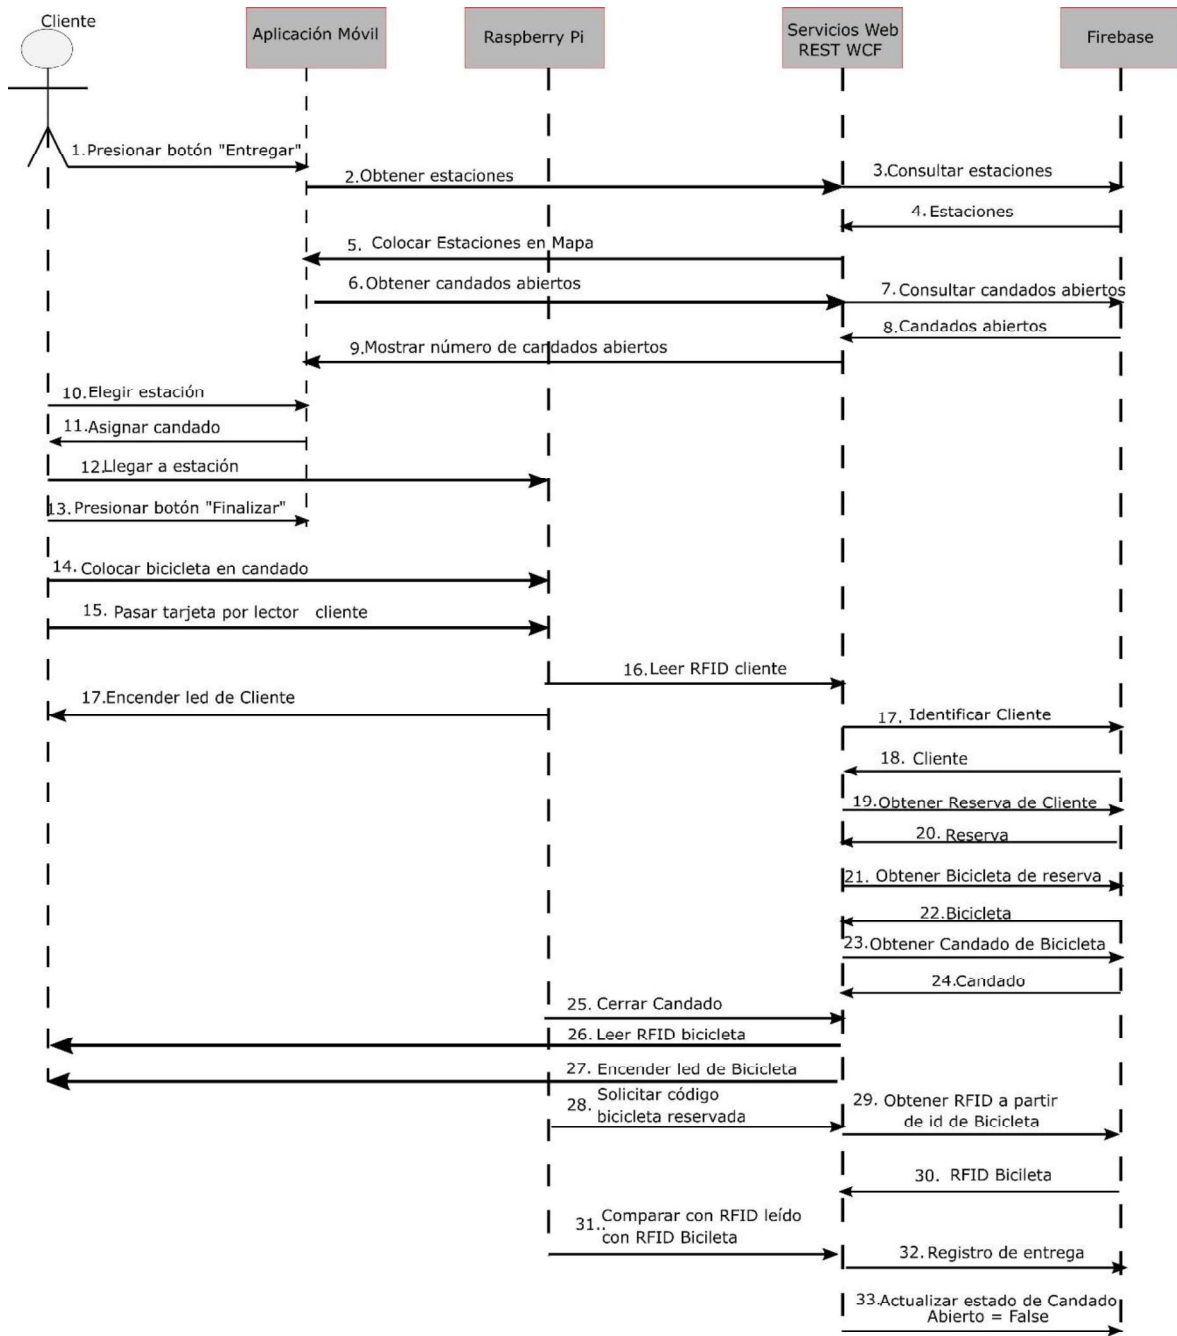 Cliente
Aplicación Móvil
Raspberry Pi
Servicios Web
REST WCF
Firebase
1.Presionar botón "Entregar"
2.Obtener estaciones
3.Consultar estaciones
4.Estaciones
5. Colocar Estaciones en Mapa
6.Obtener candados abiertos
7.Consultar candados abiertos
8.Candados abiertos
9.Mostrar número de candados abiertos
10.Elegir estación
11.Asignar candado
12.Llegar a estación
13.Presionar botón "Finalizar"
14.Colocar bicicleta en candado
15. Pasar tarjeta por lector cliente
16.Leer RFID cliente
17.Encender led de Cliente
17. Identificar Cliente
18. Cliente
19.Obtener Reserva de Cliente
20.Reserva
21. Obtener Bicicleta de reserva
22.Bicicleta
23.Obtener Candado de Bicicleta
24.Candado
25. Cerrar Candado
26.Leer RFID bicicleta
27. Encender led de Bicicleta
28. Solicitar código
bicicleta reservada
29. Obtener RFID a partir
de id de Bicicleta
30. RFID Bicileta
31.. Comparar con RFID leído
con RFID Bicileta
32.Registro de entrega
33.Actualizar estado de Candado
Abierto = False